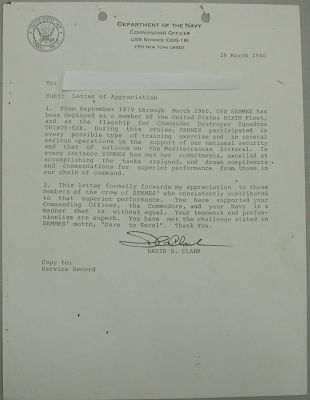 DEPARTMENT OF THE NAVY
COMMANDING OFFICER
USS SEMMES (DDG-18)
FPO NEW YORK 09501
25 March 1980
To:
Subj: Letter of Appreciation
1. From September 1979 through March 1980, USS SEMMES has
been deployed as a member of the United States SIXTH Fleet,
and as the flagship for Commander Destroyer Squadron
THIRTY-SIX. During this cruise, SEMMES participated in
every possible type of training exercise and in several
serious operations in the support of our national security
and that of nations on the Mediterranean littoral. In
every instance SEMMES has met her commitments, excelled at
accomplishing the tasks assigned, and drawn compliments
and commendations for superior performance from those in
our chain of command.
2. This letter formally forwards my appreciation to those
members of the crew of SEMMES' who consistently contributed
to that superior performance. You have supported your
Commanding Officer, the Commodore, and your Navy in a
manner that is without equal. Your teamwork and profes-
sionalism are superb. You have met the challenge stated in
SEMMES' motto, "Dare to Excel". Thank You.
DAVID G. CLARK
Copy to:
Service Record